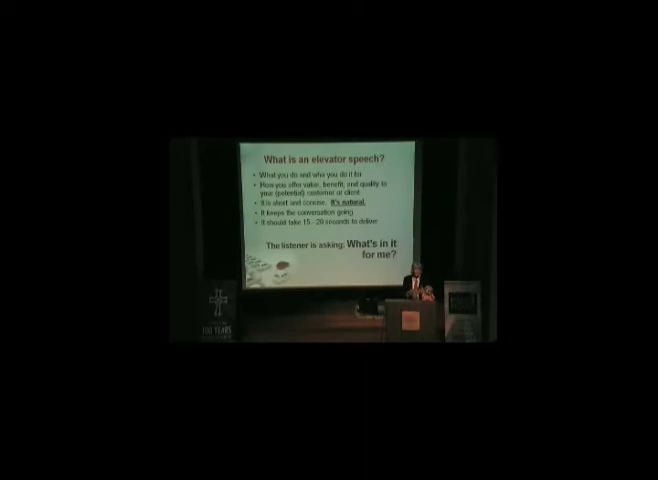 What is an elevator speech?
• What you do and who you do it for
• How you offer value, benefit, and quality to
your (potential) customer or client
• It is short and concise. It's natural.
• It keeps the conversation going
• It should take 15 - 20 seconds to deliver
The listener is asking: What's in it
for me?
100 YEARS